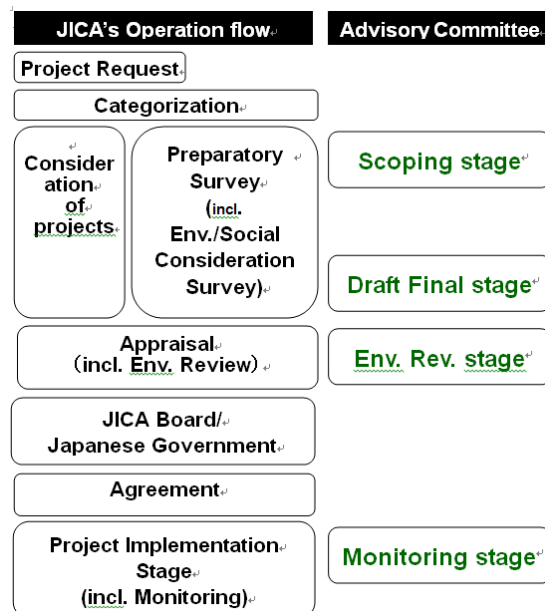 JICA's Operation flow
Advisory Committee
Project Request
Categorization
Consider
ation
of
projects
Preparatory
Survey
(incl.
Env./Social
Consideration
Survey)
Scoping stage
Draft Final stage
Appraisal
(incl. Env. Review)
Env. Rev. stage
JICA Board/
Japanese Government
Agreement
Project Implementation
Stage
(incl. Monitoring)
Monitoring stage